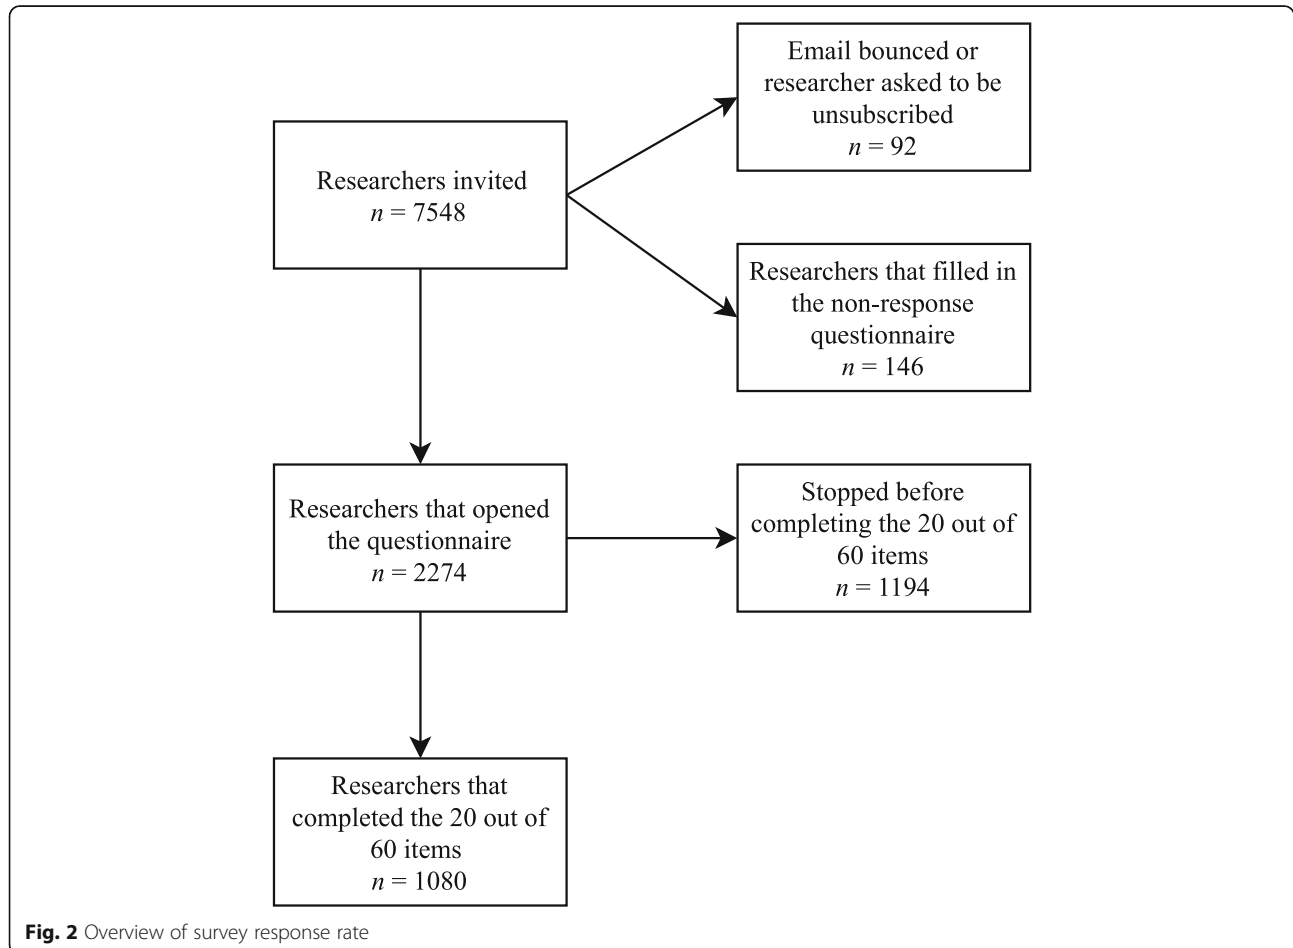 Email bounced or
researcher asked to be
unsubscribed
n = 92
Researchers invited
n = 7548
Researchers that filled in
the non-response
questionnaire
n = 146
Researchers that opened
the questionnaire
n = 2274
Stopped before
completing the 20 out of
60 items
n = 1194
Researchers that
completed the 20 out of
60 items
n = 1080
Fig. 2 Overview of survey response rate